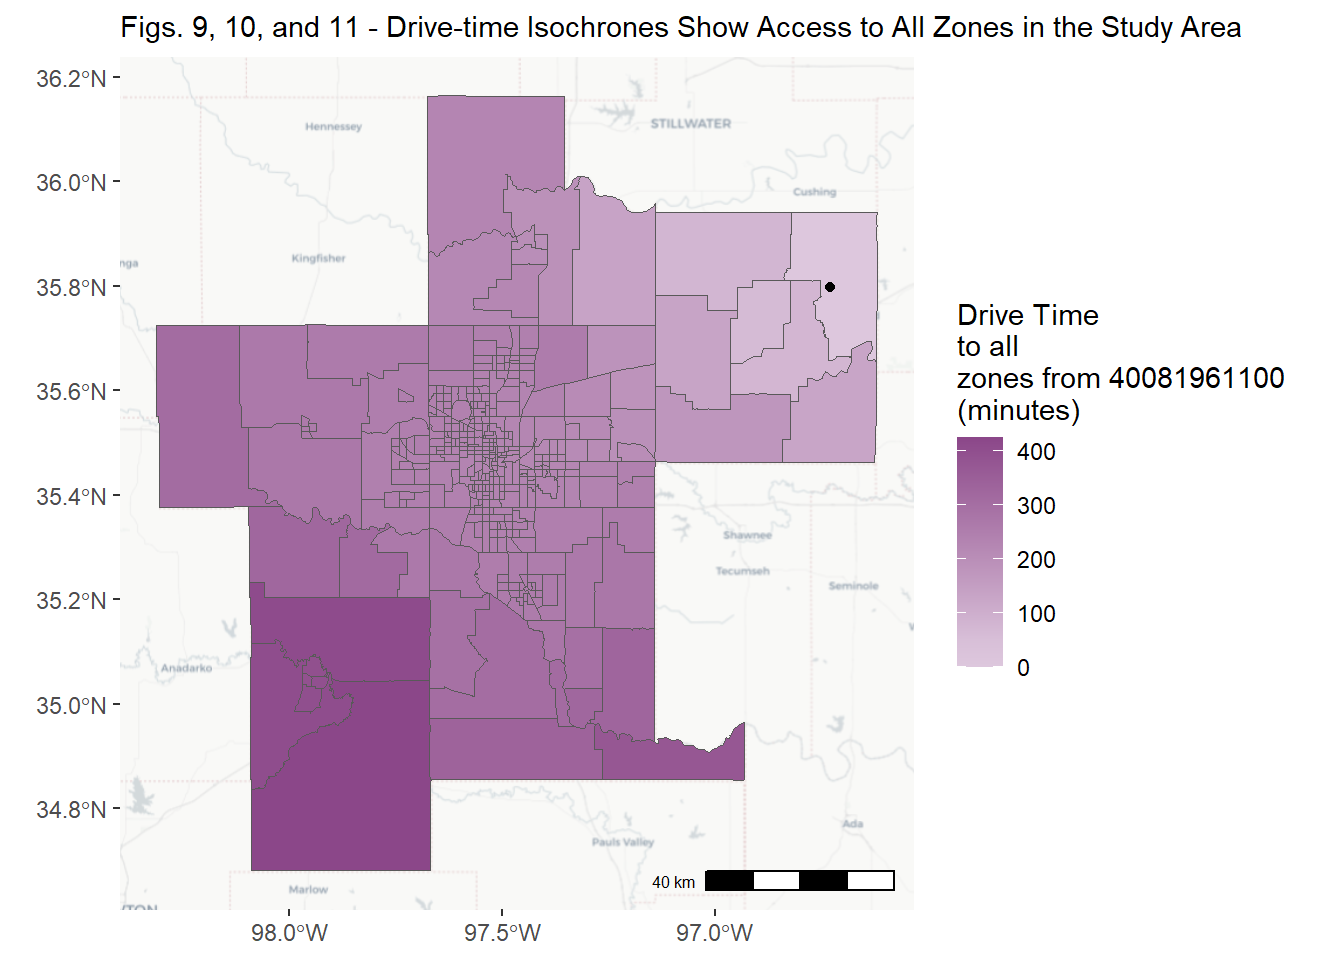 Figs. 9, 10, and 11 - Drive-time Isochrones Show Access to All Zones in the Study Area
36.2°N
36.0°N
35.8°N
35.6°N
35.4°N
35.2°N
35.0°N
34.8°N
Hennessey
STILLWATER
Cushing
nga
Kingfisher
Shawnee
Tecumseh
Seminole
Anadarko
Ada
Pauls Valley
Marlow
40 km
98.0°W
97.5°W
97.0°W
Drive Time
to all
zones from 40081961100
(minutes)
400
300
200
100
0